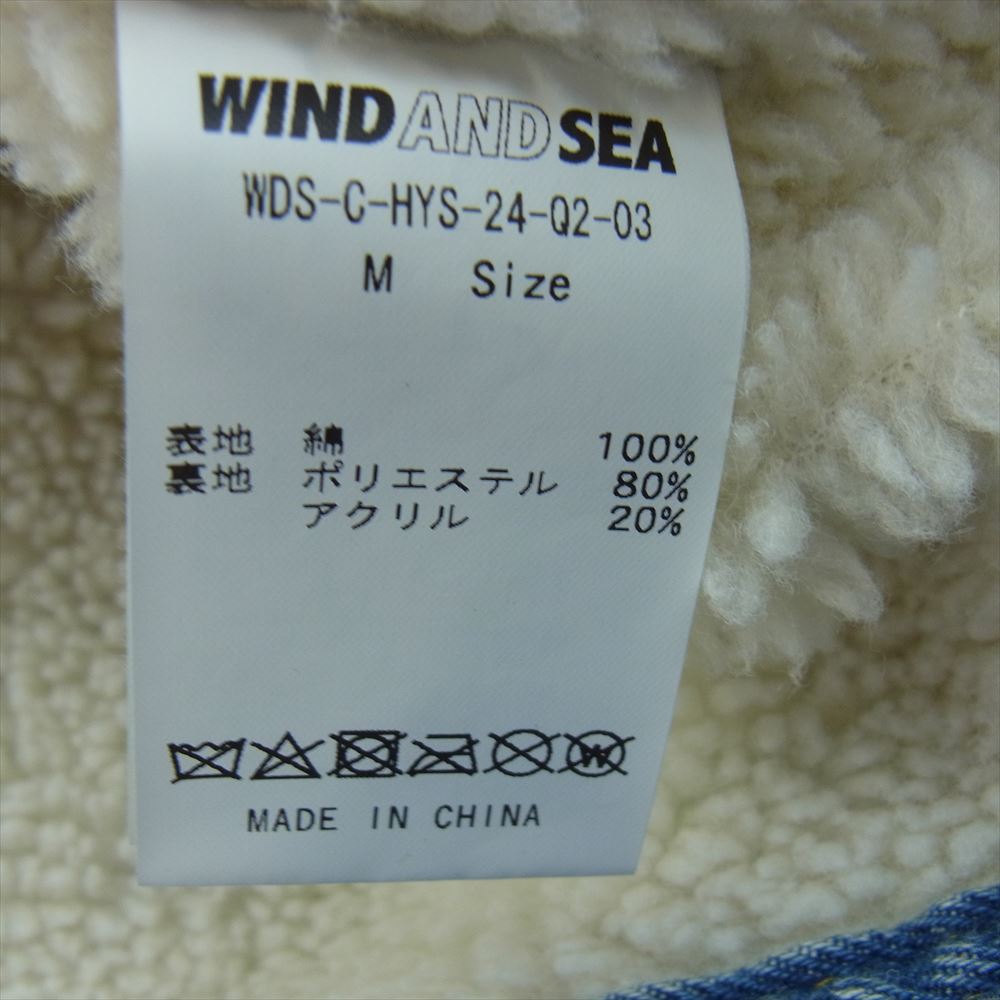 WIND AND SEA
WDS-C-HYS-24-Q2-03
M Size
表地 綿 100%
裏地 ポリエステル 80%
アクリル 20%
W
MADE IN CHINA